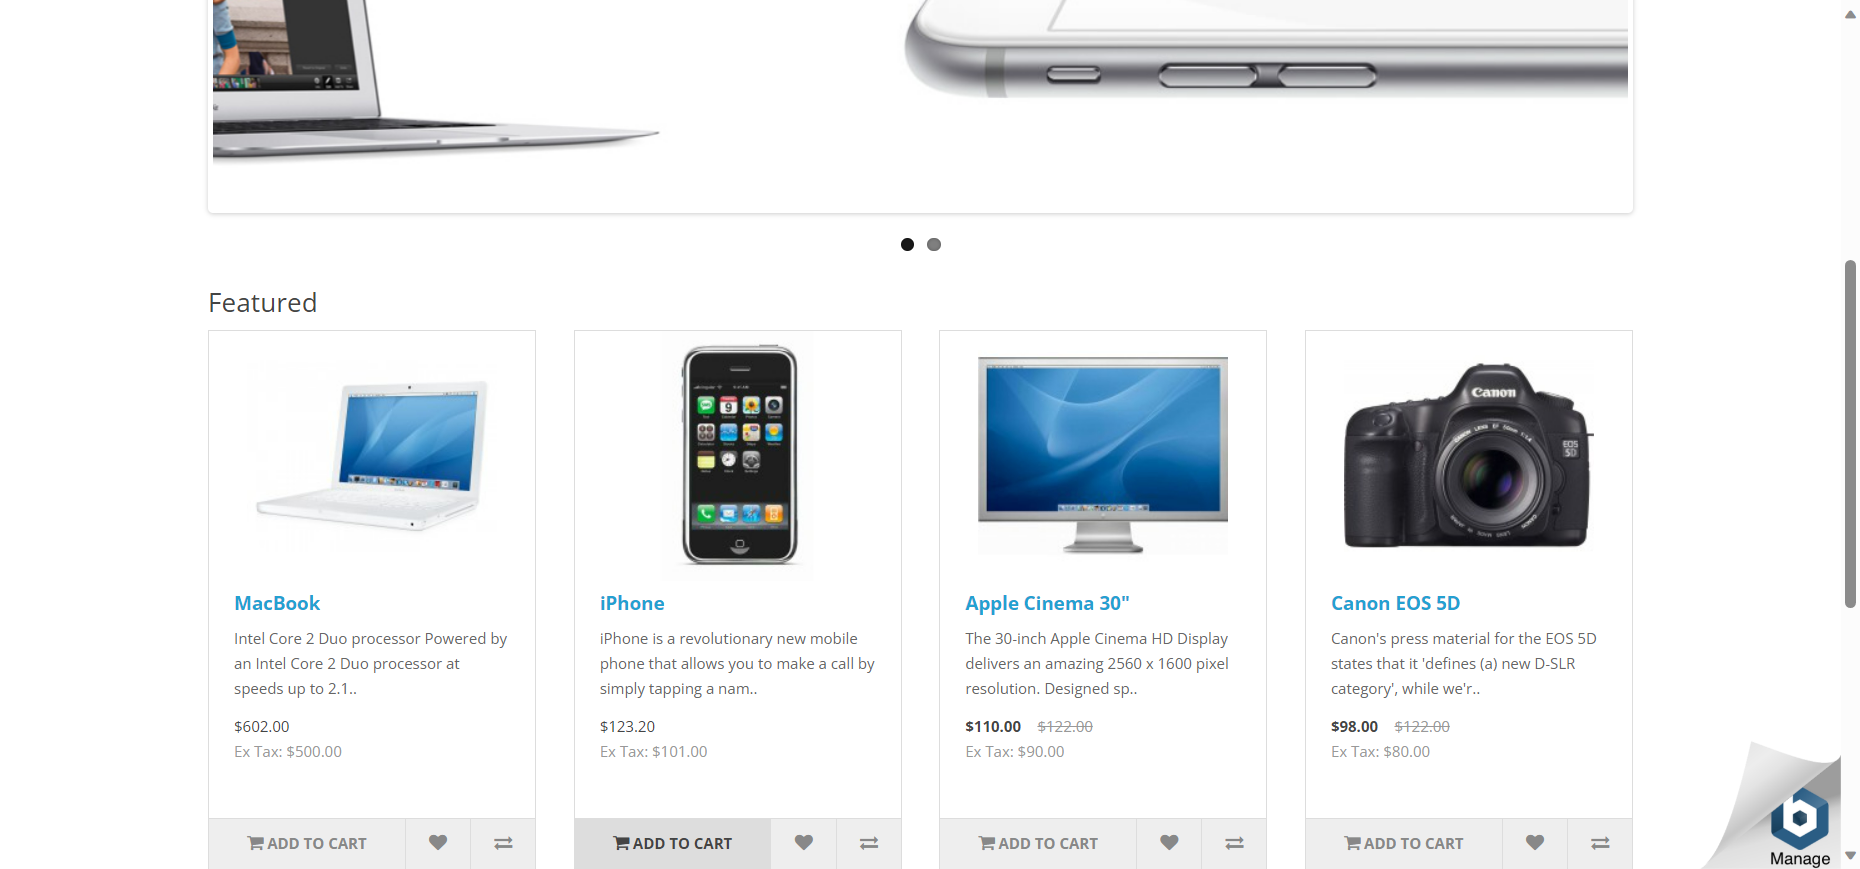 Featured
MacBook
Intel Core 2 Duo processor Powered by
an Intel Core 2 Duo processor at
speeds up to 2.1..
$602.00
Ex Tax: $500.00
ADD TO CART
iPhone
iPhone is a revolutionary new mobile
phone that allows you to make a call by
simply tapping a nam..
$123.20
Ex Tax: $101.00
ADD TO CART
Apple Cinema 30"
The 30-inch Apple Cinema HD Display
delivers an amazing 2560 x 1600 pixel
resolution. Designed sp..
$110.00 $122.00
Ex Tax: $90.00
ADD TO CART
Canon
EOS
5D
Canon EOS 5D
Canon's press material for the EOS 5D
states that it 'defines (a) new D-SLR
category', while we'r..
$98.00 $122.00
Ex Tax: $80.00
ADD TO CART
Manage